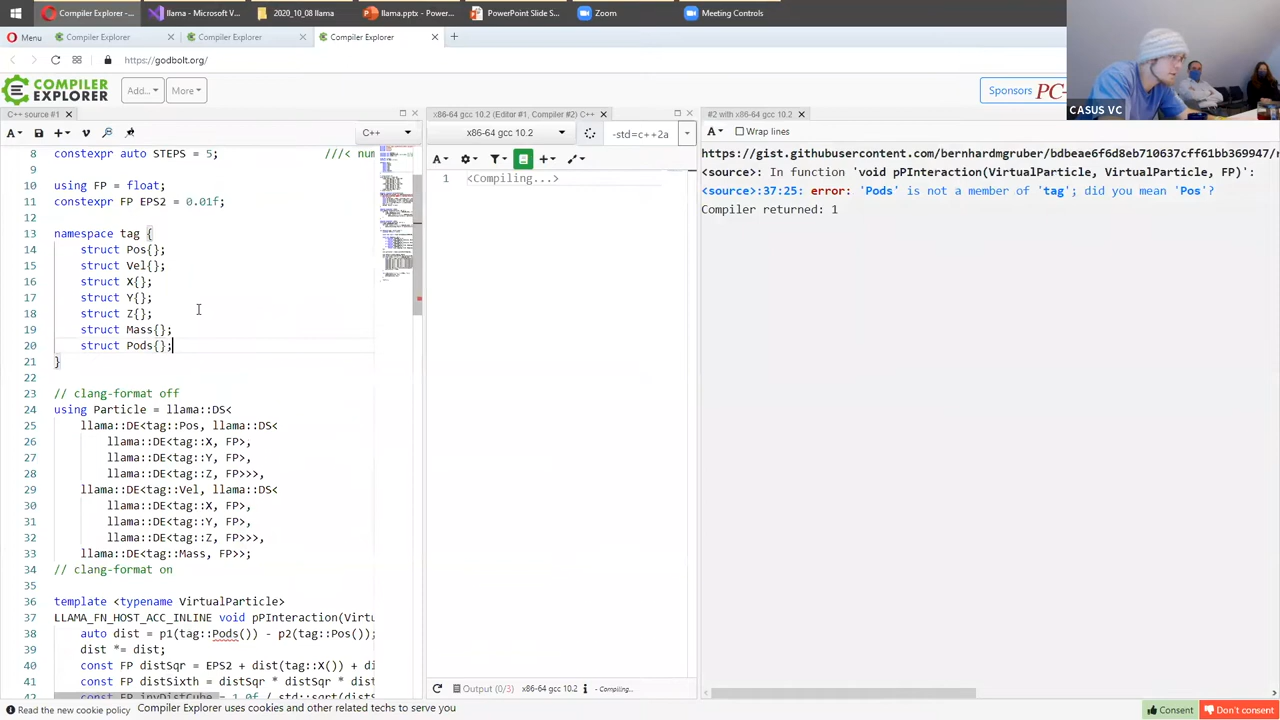 Compiler Explorer -...
llama - Microsoft V...
2020_10_08 llama
llama.pptx - Power...
PowerPoint Slide S...
Zoom
Meeting Controls
Menu
Compiler Explorer
Compiler Explorer
Compiler Explorer
https://godbolt.org/
COMPILER
EXPLORER
Add...
More
Sponsors
PC-
CASUS VC
C++ source #1
x86-64 gcc 10.2 (Editor #1, Compiler #2) C++
#2 with x86-64 gcc 10.2
A
C++
x86-64 gcc 10.2
-std=c++2a
A
Wrap lines
A
8 constexpr auto STEPS = 5; ///< num
10 using FP = float;
11 constexpr FP EPS2 = 0.01f;
12
13 namespace tag {
14 struct Pos{};
15 struct Vel{};
16 struct X{};
17 struct Y{};
18 struct Z{};
19 struct Mass{};
20 struct Pods{};
21 }
22
23 // clang-format off
24 using Particle = llama::DS<
25 llama::DE<tag::Pos, llama::DS<
26 llama::DE<tag::X, FP>,
27 llama::DE<tag::Y, FP>,
28 llama::DE<tag::Z, FP>>>,
29 llama::DE<tag::Vel, llama::DS<
30 llama::DE<tag::X, FP>,
31 llama::DE<tag::Y, FP>,
32 llama::DE<tag::Z, FP>>>,
33 llama::DE<tag::Mass, FP>>;
34 // clang-format on
35
36 template <typename VirtualParticle>
37 LLAMA_FN_HOST_ACC_INLINE void pPInteraction(Virtu
38 auto dist = p1(tag::Pods()) - p2(tag::Pos());
39 dist *= dist;
40 const FP distSqr = EPS2 + dist(tag::X()) + di
41 const FP distSixth = distSqr * distSqr * dist
42 const FP invDistCube = 1.0f / std::sqrt(distS
1 <Compiling...>
https://gist.githubusercontent.com/bernhardmgruber/
<source>: In function 'void pPInteraction(VirtualParticle, VirtualParticle, FP)':
<source>:37:25: error: 'Pods' is not a member of 'tag'; did you mean 'Pos'?
Compiler returned: 1
Output (0/3) x86-64 gcc 10.2 - Compiling...
Read the new cookie policy
Compiler Explorer uses cookies and other related techs to serve you
Consent
Don't consent